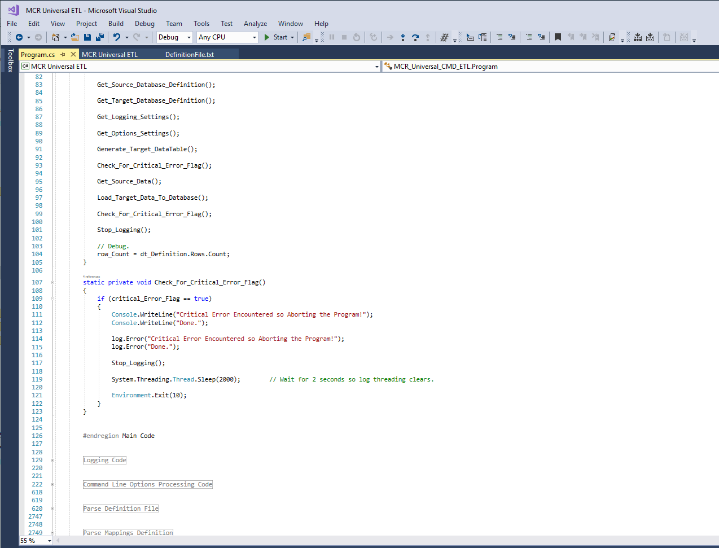 MCR Universal ETL - Microsoft Visual Studio
File Edit View Project Build Debug Team Tools Test Analyze Window Help
Debug Any CPU Start
Toolbox
Program.cs MCR Universal ETL DefinitionFile.txt
MCR Universal ETL MCR_Universal_CMD_ETL.Program
82
83 Get_Source_Database_Definition();
84
85 Get_Target_Database_Definition();
86
87 Get_Logging_Settings();
88
89 Get_Options_Settings();
90
91 Generate_Target_DataTable();
92
93 Check_For_Critical_Error_Flag();
94
95 Get_Source_Data();
96
97 Load_Target_Data_To_Database();
98
99 Check_For_Critical_Error_Flag();
100
101 Stop_Logging();
102
103 // Debug.
104 row_Count = dt_Definition.Rows.Count;
105 }
106
107 static private void Check_For_Critical_Error_Flag()
108 {
109 if (critical_Error_Flag == true)
110 {
111 Console.WriteLine("Critical Error Encountered so Aborting the Program!");
112 Console.WriteLine("Done.");
113
114 log.Error("Critical Error Encountered so Aborting the Program!");
115 log.Error("Done.");
116
117 Stop_Logging();
118
119 System.Threading.Thread.Sleep(2000); // Wait for 2 seconds so log threading clears.
120
121 Environment.Exit(10);
122 }
123 }
124
125
126 #endregion Main Code
127
128
129 Logging Code
220
221
222 Command Line Options Processing Code
618
619
620 Parse Definition File
2747
2748
2749 Parse Mappings Definition
55 %